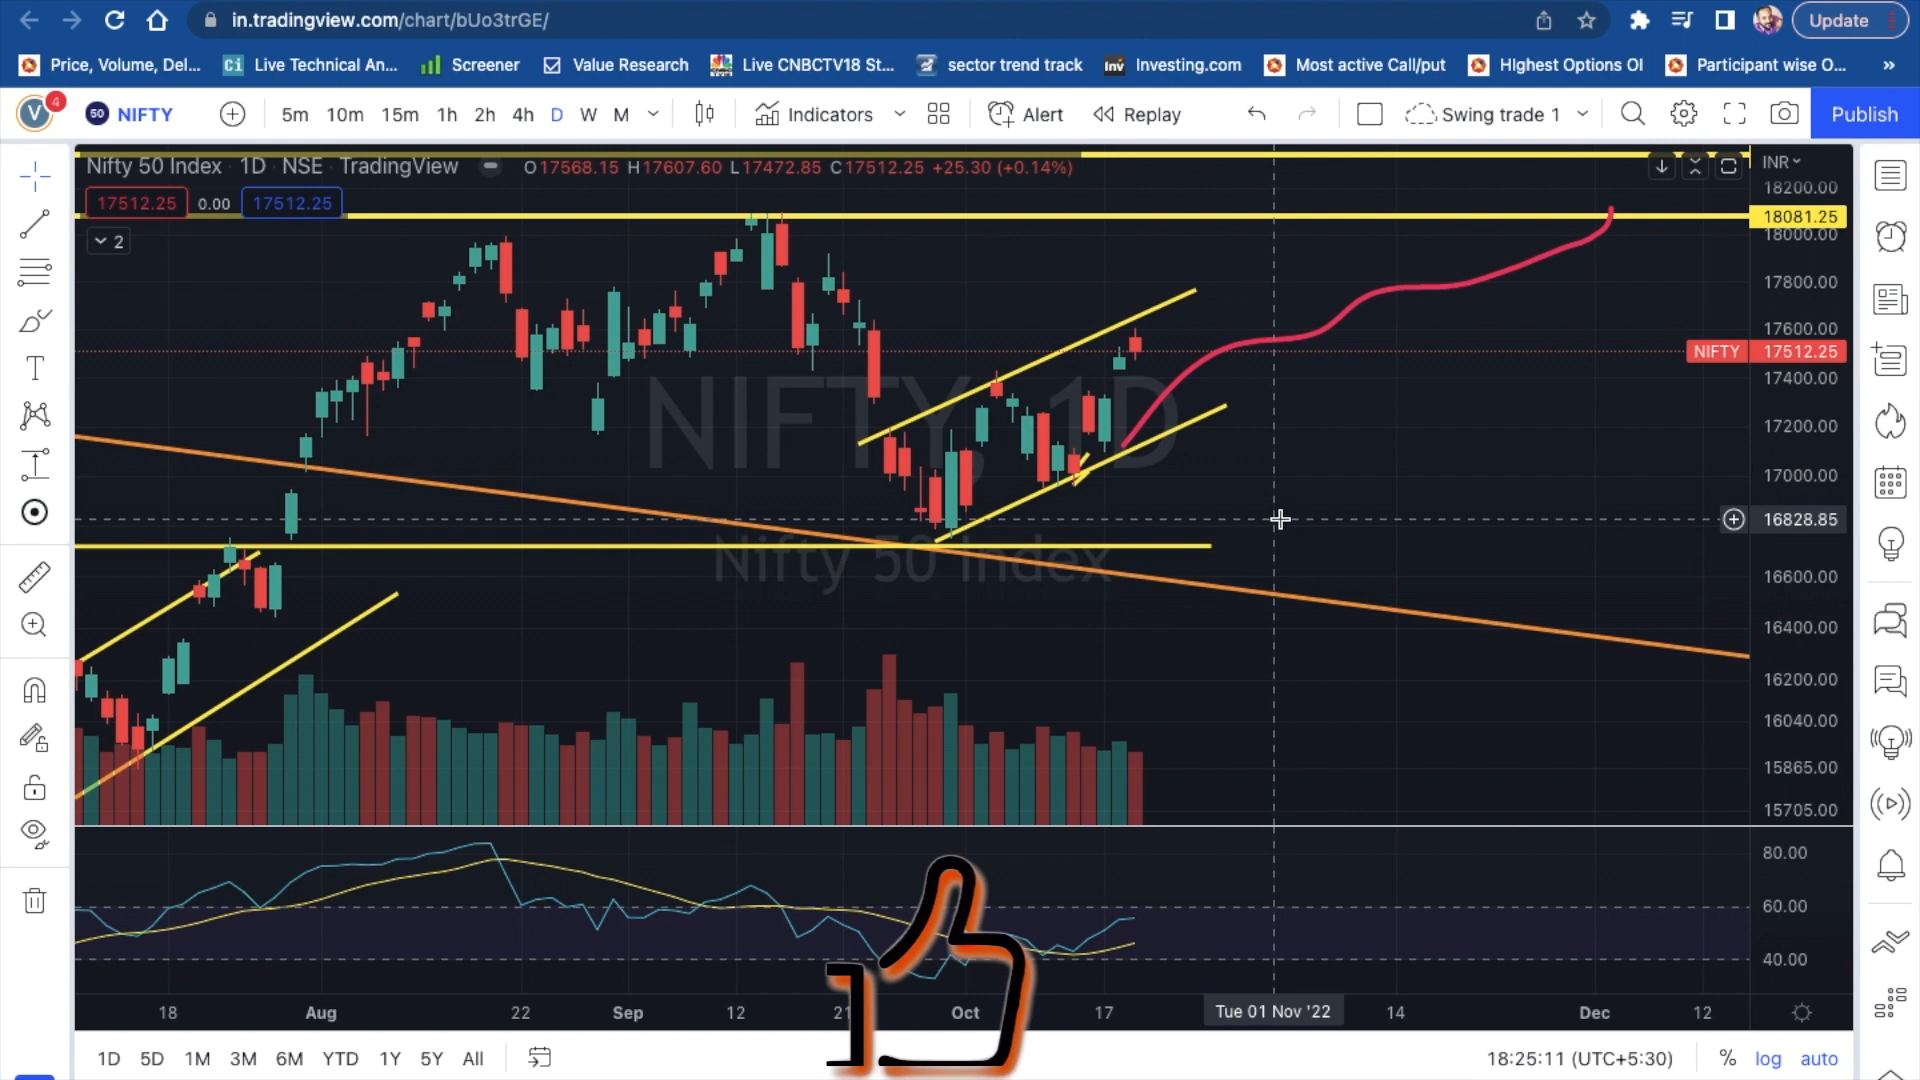 in.tradingview.com/chart/bUo3trGE/
Update
Price, Volume, Del...
Ci Live Technical An...
Screener
Value Research
Live CNBCTV18 St...
sector trend track
Inv Investing.com
Most active Call/put
HIghest Options OI
Participant wise O...
»
V 4
50 NIFTY
5m 10m 15m 1h 2h 4h D W M
Indicators
Alert
Replay
Swing trade 1
Publish
Nifty 50 Index · 1D · NSE · TradingView
O17568.15 H17607.60 L17472.85 C17512.25 +25.30 (+0.14%)
INR
17512.25 0.00 17512.25
2
18200.00
18081.25
18000.00
17800.00
17600.00
NIFTY 17512.25
17400.00
17200.00
17000.00
16828.85
16600.00
16400.00
16200.00
16040.00
15865.00
15705.00
NIFTY, 1D
Nifty 50 Index
80.00
60.00
40.00
18 Aug 22 Sep 12 21 Oct 17 Tue 01 Nov '22 14 Dec 12
1D 5D 1M 3M 6M YTD 1Y 5Y All
18:25:11 (UTC+5:30) % log auto